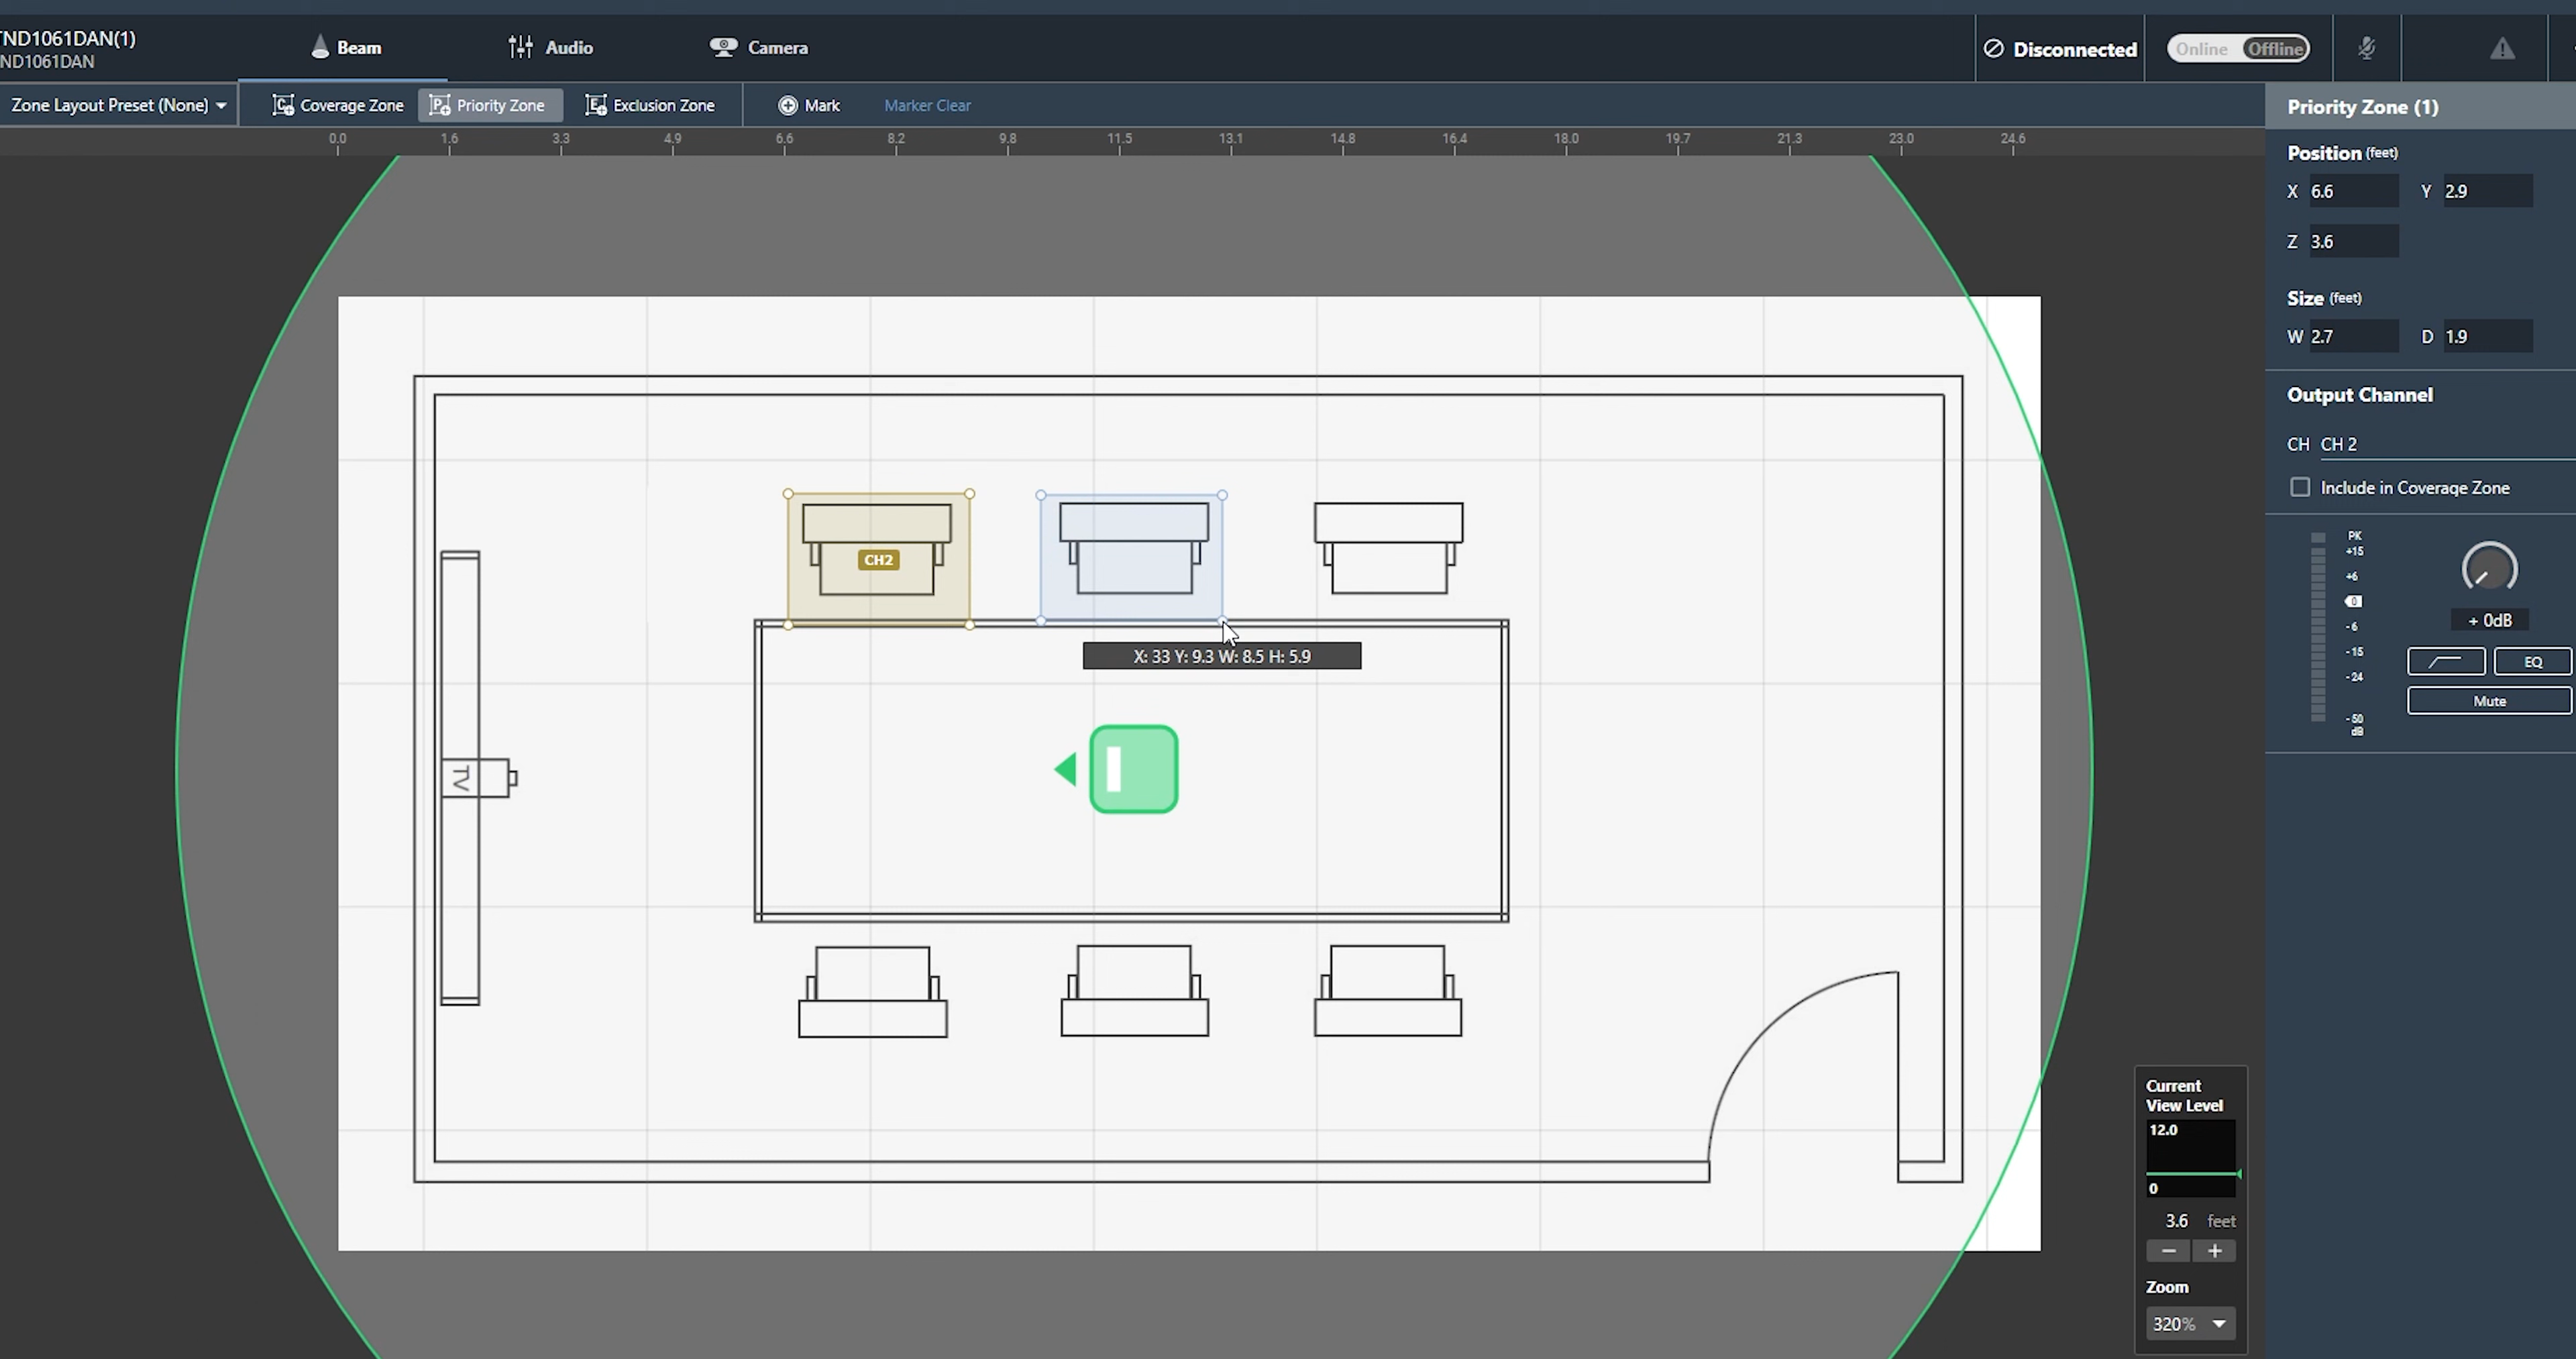 TND1061DAN(1)
ND1061DAN
Beam
Audio
Camera
Disconnected
Online
Offline
Zone Layout Preset (None)
Coverage Zone
Priority Zone
Exclusion Zone
Mark
Marker Clear
0.0 1.6 3.3 4.9 6.6 8.2 9.8 11.5 13.1 14.8 16.4 18.0 19.7 21.3 23.0 24.6
Priority Zone (1)
Position (feet)
X 6.6 Y 2.9
Z 3.6
Size (feet)
W 2.7 D 1.9
Output Channel
CH CH 2
Include in Coverage Zone
PK
+15
+6
0
-6
-15
-24
-50
dB
+ 0dB
EQ
Mute
CH2
X: 33 Y: 9.3 W: 8.5 H: 5.9
TV
Current
View Level
12.0
0
3.6 feet
Zoom
320%